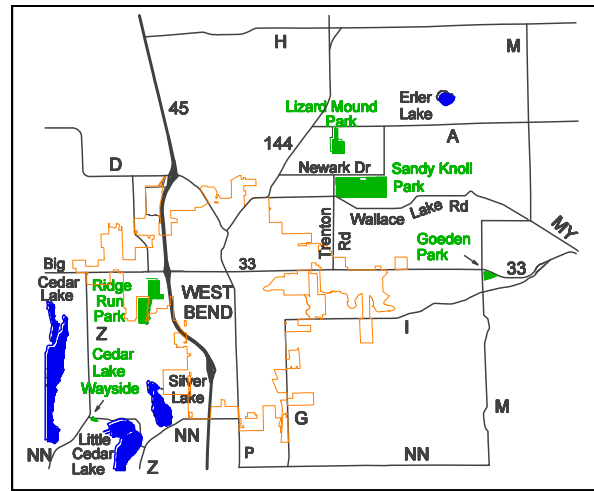 H
M
45
Erler
Lake
Lizard Mound
Park
144
A
D
Newark Dr
Sandy Knoll
Park
Wallace Lake Rd
Trenton
Rd
MY
Goeden
Park
Big
Cedar
Lake
33
33
Ridge
Run
Park
WEST
BEND
Z
I
Cedar
Lake
Wayside
Silver
Lake
M
G
NN
Little
Cedar
Lake
NN
Z
P
NN